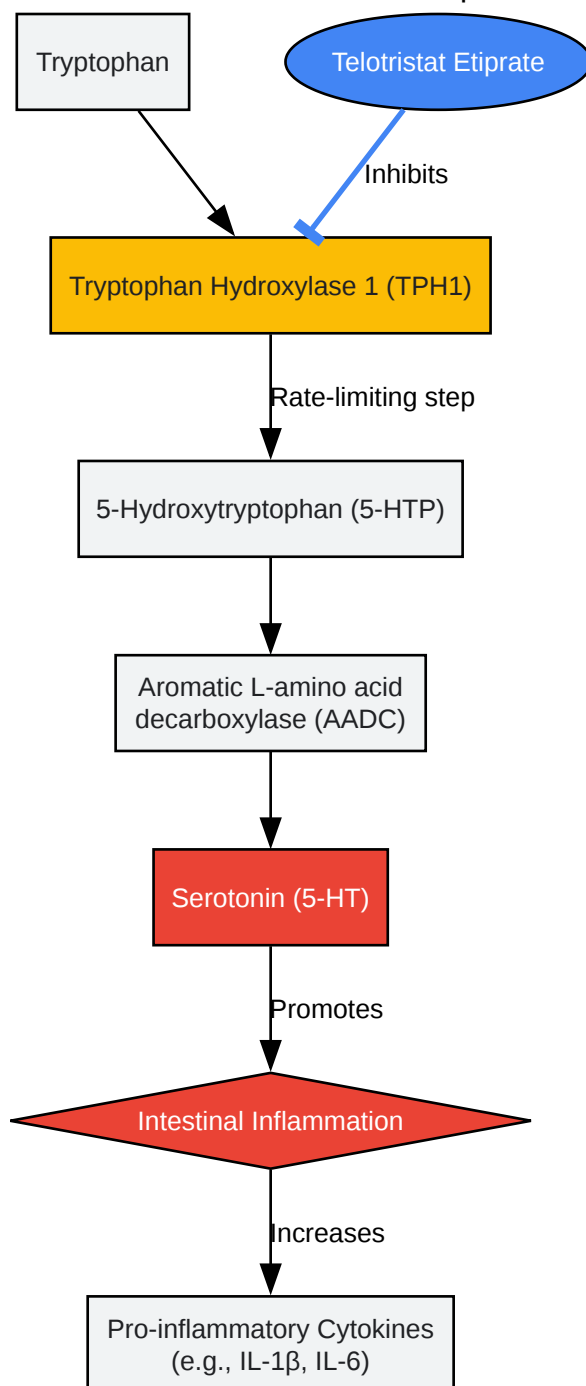 Tryptophan
Telotristat Etiprate
Inhibits
Tryptophan Hydroxylase 1 (TPH1)
Rate-limiting step
5-Hydroxytryptophan (5-HTP)
Aromatic L-amino acid
decarboxylase (AADC)
Serotonin (5-HT)
Promotes
Intestinal Inflammation
Increases
Pro-inflammatory Cytokines
(e.g., IL-1β, IL-6)